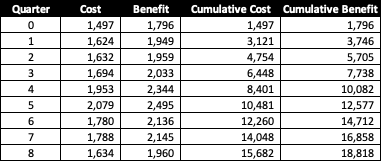 Quarter Cost Benefit Cumulative Cost Cumulative Benefit
0 1,497 1,796 1,497 1,796
1 1,624 1,949 3,121 3,746
2 1,632 1,959 4,754 5,705
3 1,694 2,033 6,448 7,738
4 1,953 2,344 8,401 10,082
5 2,079 2,495 10,481 12,577
6 1,780 2,136 12,260 14,712
7 1,788 2,145 14,048 16,858
8 1,634 1,960 15,682 18,818